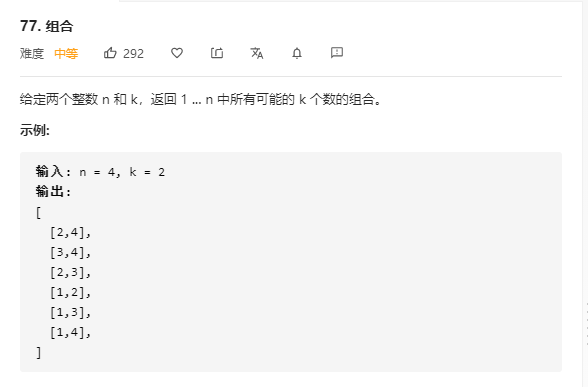 77. 组合
难度 中等 292
给定两个整数 n 和 k，返回 1 ... n 中所有可能的 k 个数的组合。
示例:
输入: n = 4, k = 2
输出:
[
[2,4],
[3,4],
[2,3],
[1,2],
[1,3],
[1,4],
]